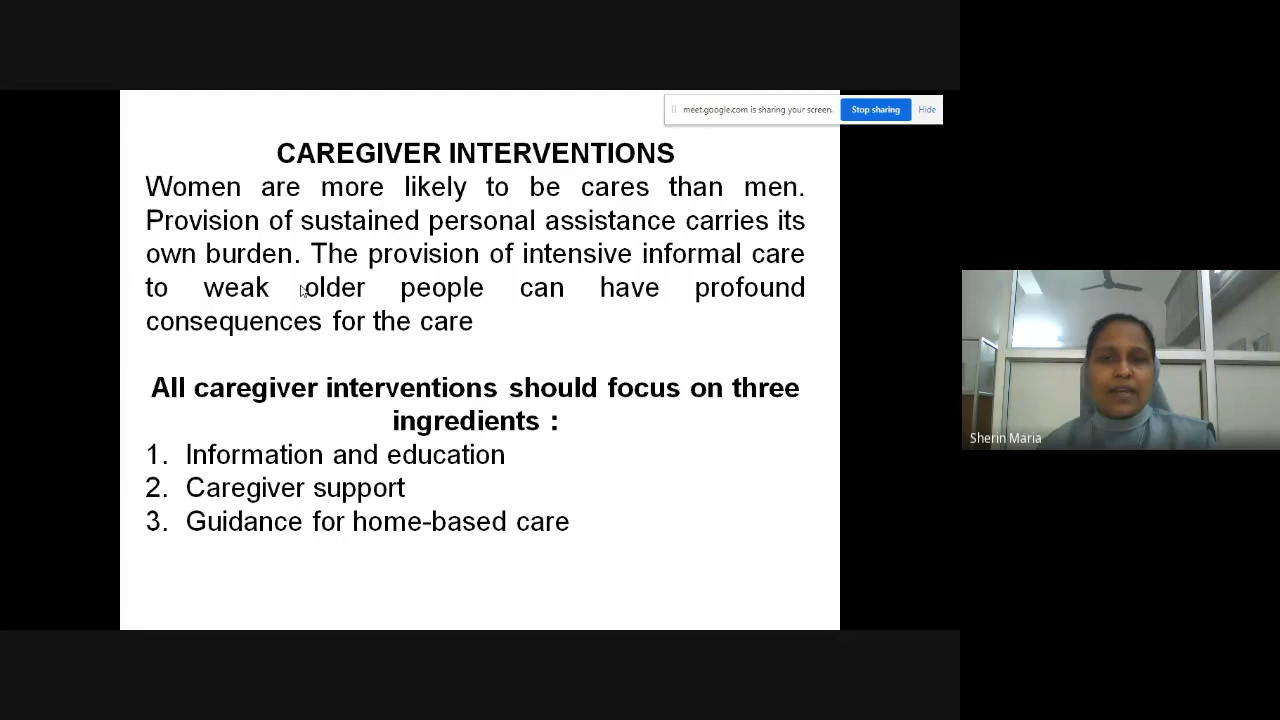 meet.google.com is sharing your screen.
Stop sharing
Hide
CAREGIVER INTERVENTIONS
Women are more likely to be cares than men.
Provision of sustained personal assistance carries its
own burden. The provision of intensive informal care
to weak older people can have profound
consequences for the care
All caregiver interventions should focus on three
ingredients :
1. Information and education
2. Caregiver support
3. Guidance for home-based care
Sherin Maria